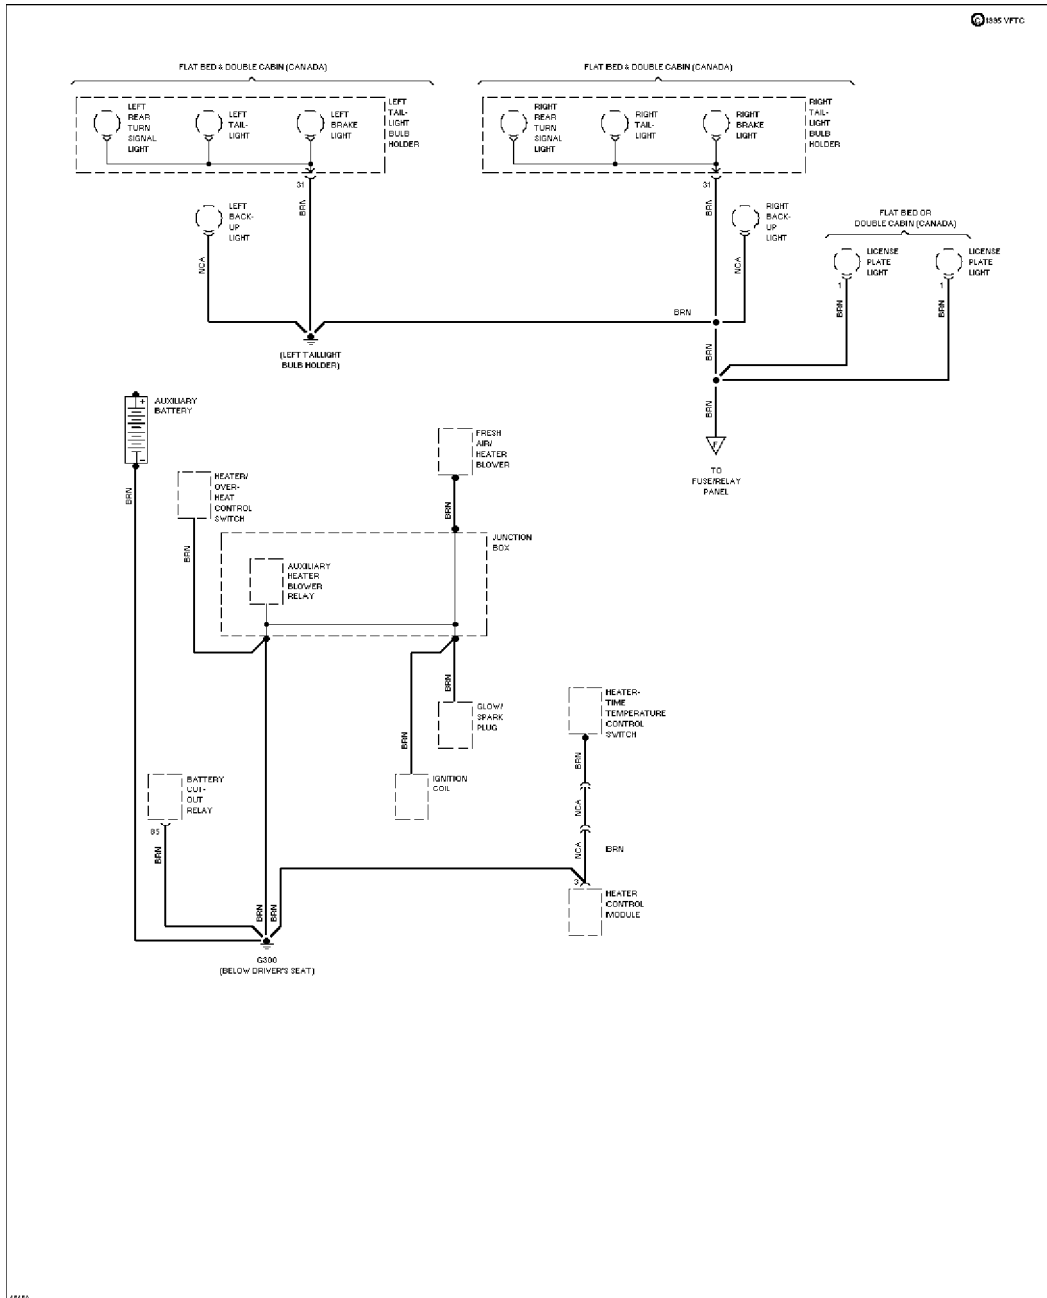 © 1995 VFTC
FLAT BED & DOUBLE CABIN (CANADA)
LEFT
REAR
TURN
SIGNAL
LIGHT
LEFT
TAIL-
LIGHT
LEFT
BRAKE
LIGHT
LEFT
TAIL-
LIGHT
BULB
HOLDER
31
BRN
LEFT
BACK-
UP
LIGHT
NCA
FLAT BED & DOUBLE CABIN (CANADA)
RIGHT
REAR
TURN
SIGNAL
LIGHT
RIGHT
TAIL-
LIGHT
RIGHT
BRAKE
LIGHT
RIGHT
TAIL-
LIGHT
BULB
HOLDER
31
BRN
RIGHT
BACK-
UP
LIGHT
NCA
FLAT BED OR
DOUBLE CABIN (CANADA)
LICENSE
PLATE
LIGHT
1
BRN
LICENSE
PLATE
LIGHT
1
BRN
BRN
(LEFT TAILLIGHT
BULB HOLDER)
BRN
BRN
F
TO
FUSE/RELAY
PANEL
+
AUXILIARY
BATTERY
-
BRN
HEATER/
OVER-
HEAT
CONTROL
SWITCH
BRN
FRESH
AIR/
HEATER
BLOWER
BRN
JUNCTION
BOX
AUXILIARY
HEATER
BLOWER
RELAY
BRN
GLOW/
SPARK
PLUG
BRN
IGNITION
COIL
HEATER-
TIME
TEMPERATURE
CONTROL
SWITCH
BRN
NCA
NCA
BRN
3
HEATER
CONTROL
MODULE
BATTERY
CUT-
OUT
RELAY
85
BRN
BRN
BRN
G300
(BELOW DRIVER'S SEAT)